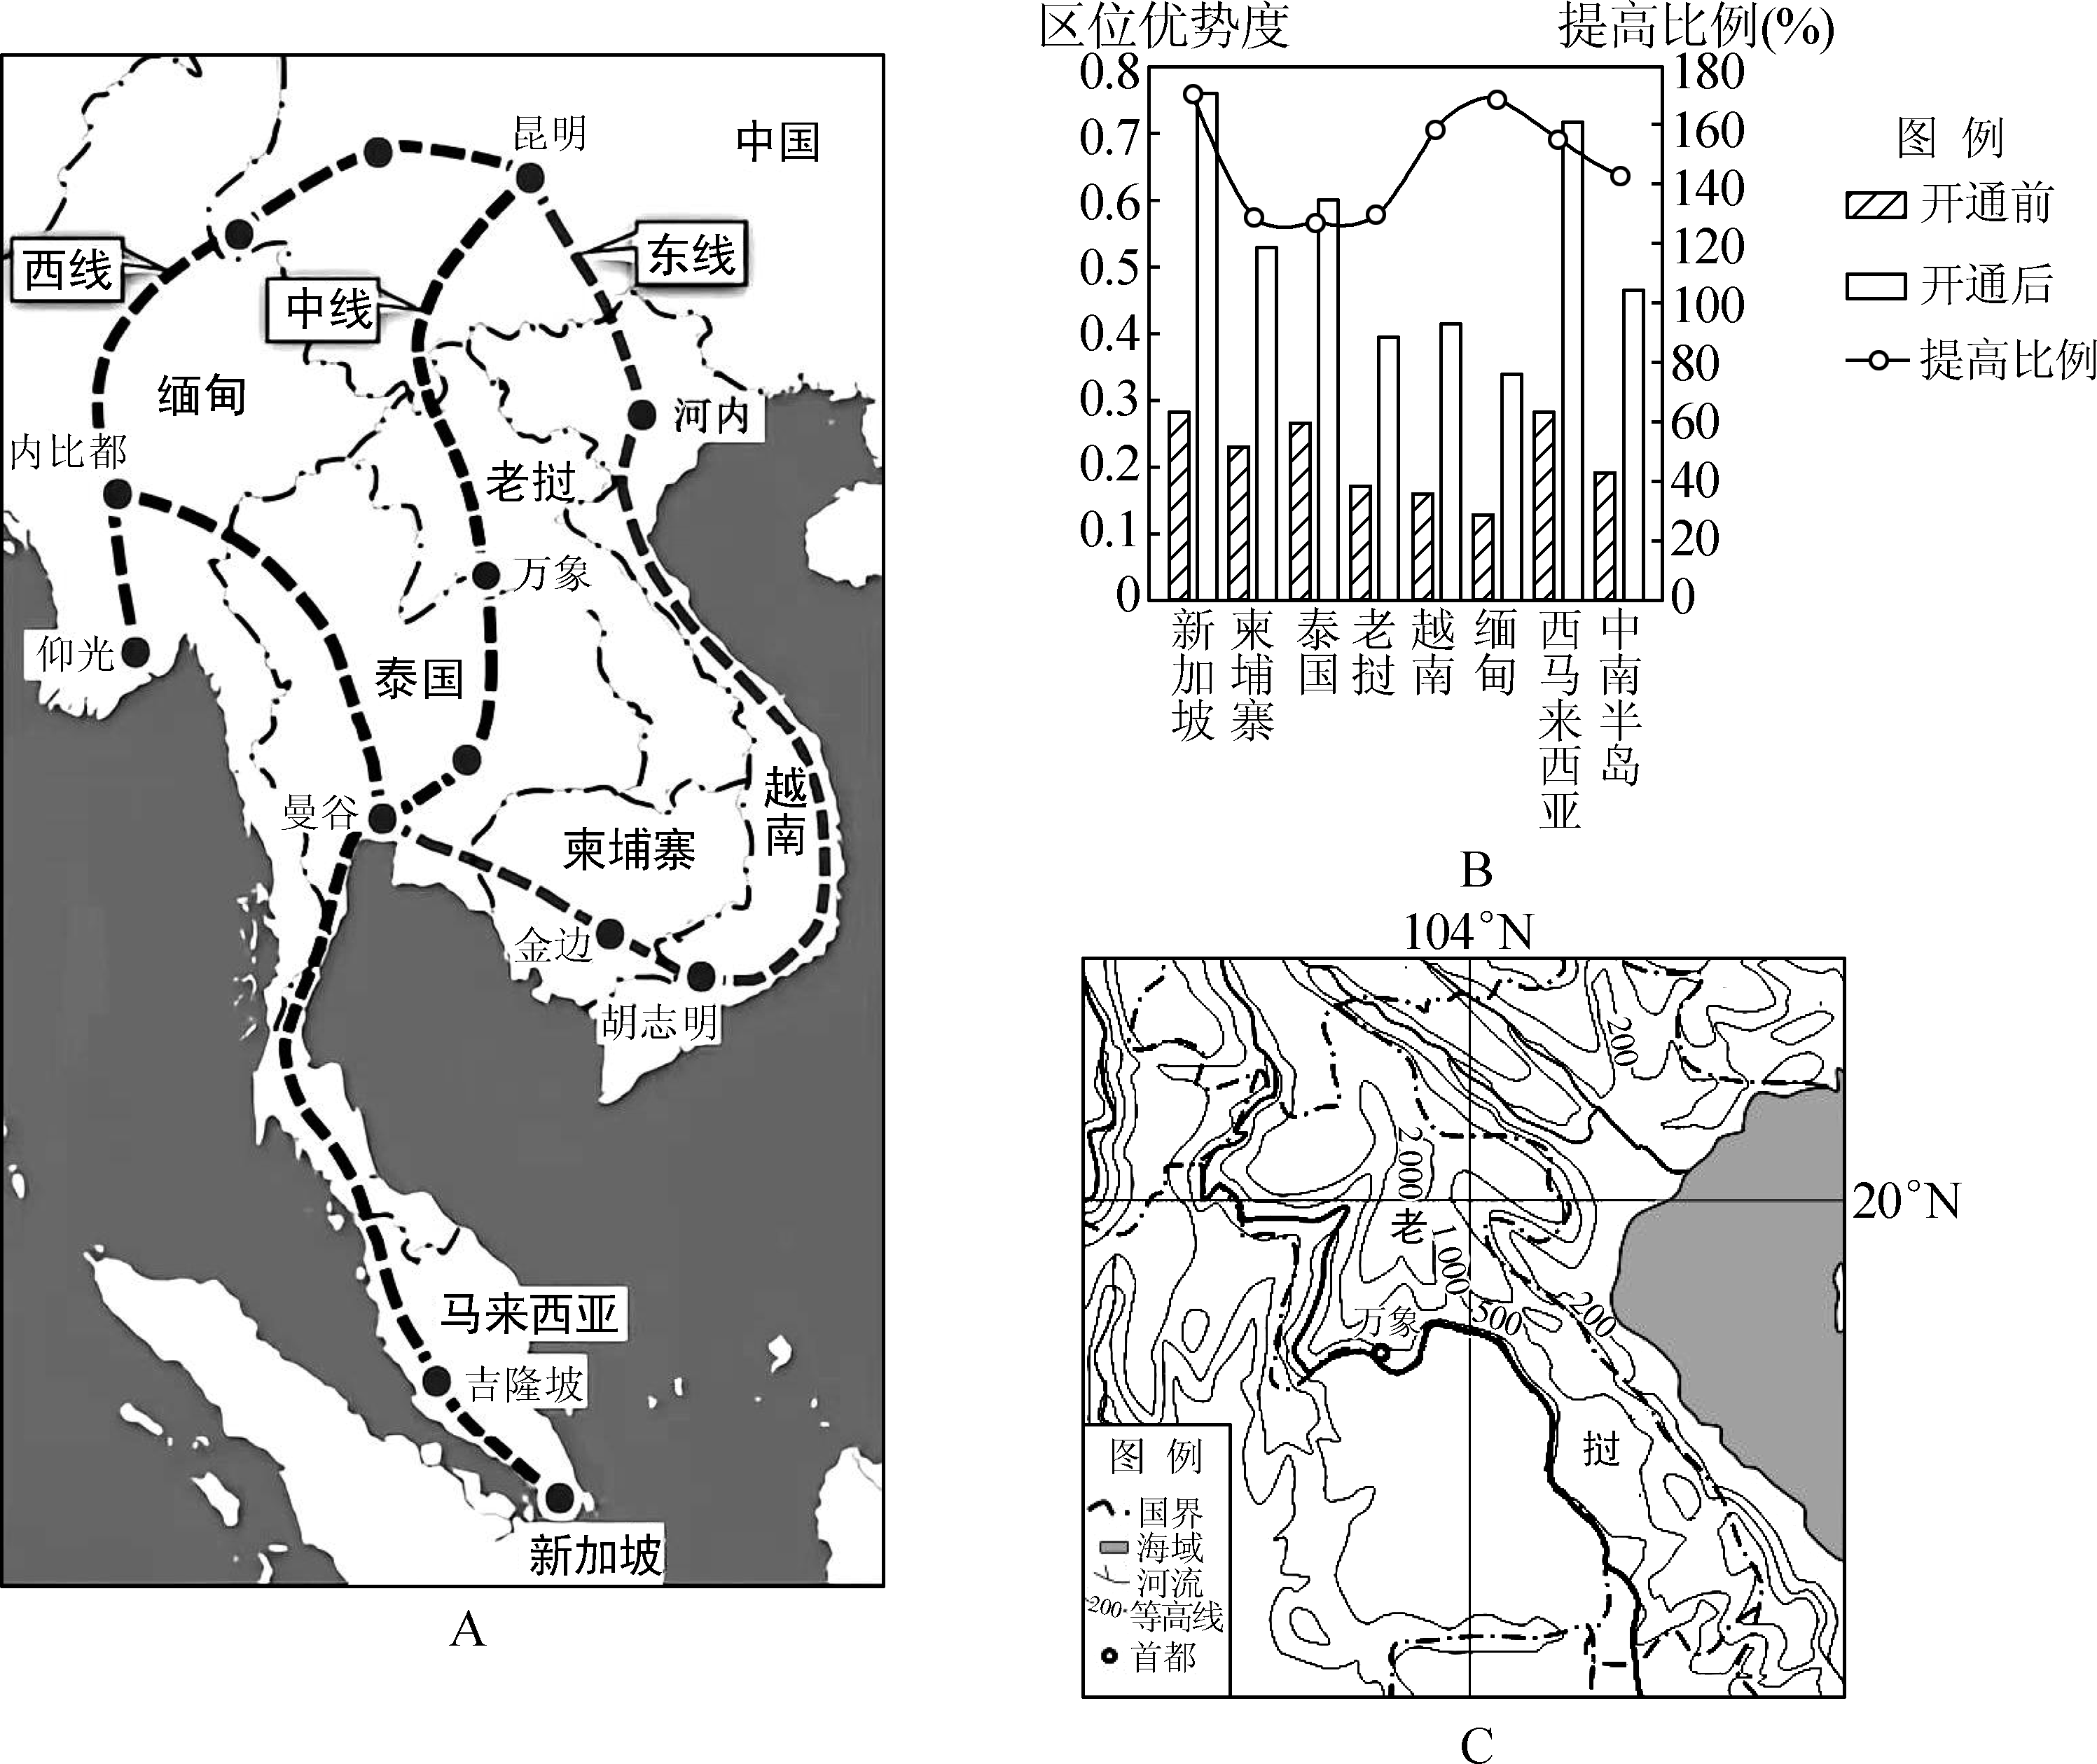 昆明
中国
西线
中线
东线
缅甸
河内
内比都
老挝
万象
仰光
泰国
曼谷
越南
柬埔寨
金边
胡志明
马来西亚
吉隆坡
新加坡
A
区位优势度
提高比例(%)
0.8
0.7
0.6
0.5
0.4
0.3
0.2
0.1
0
180
160
140
120
100
80
60
40
20
0
新加坡
柬埔寨
泰国
老挝
越南
缅甸
西马来西亚
中南半岛
图 例
开通前
开通后
提高比例
B
104°N
200
2000
20°N
老
1000
500
200
万象
挝
图 例
国界
海域
河流
200
等高线
首都
C